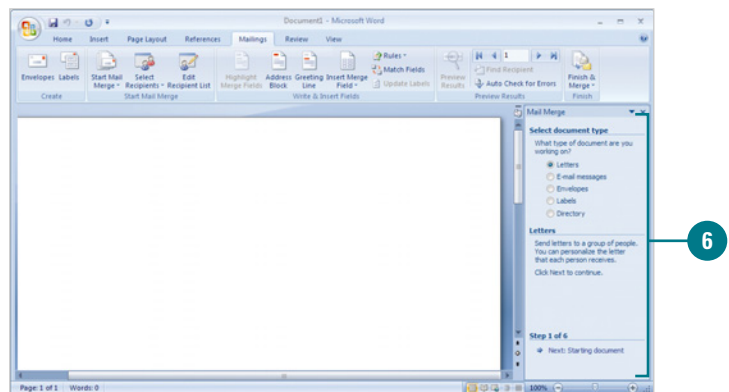 Document1 - Microsoft Word
Home Insert Page Layout References Mailings Review View
Envelopes Labels
Start Mail Merge
Select Recipients
Edit Recipient List
Highlight Merge Fields
Address Block
Greeting Line
Insert Merge Field
Rules
Match Fields
Update Labels
Preview Results
1
Find Recipient
Auto Check for Errors
Finish & Merge
Create Start Mail Merge Write & Insert Fields Preview Results Finish
Mail Merge
Select document type
What type of document are you
working on?
Letters
E-mail messages
Envelopes
Labels
Directory
Letters
Send letters to a group of people.
You can personalize the letter
that each person receives.
Click Next to continue.
6
Step 1 of 6
Next: Starting document
Page: 1 of 1 Words: 0 100%